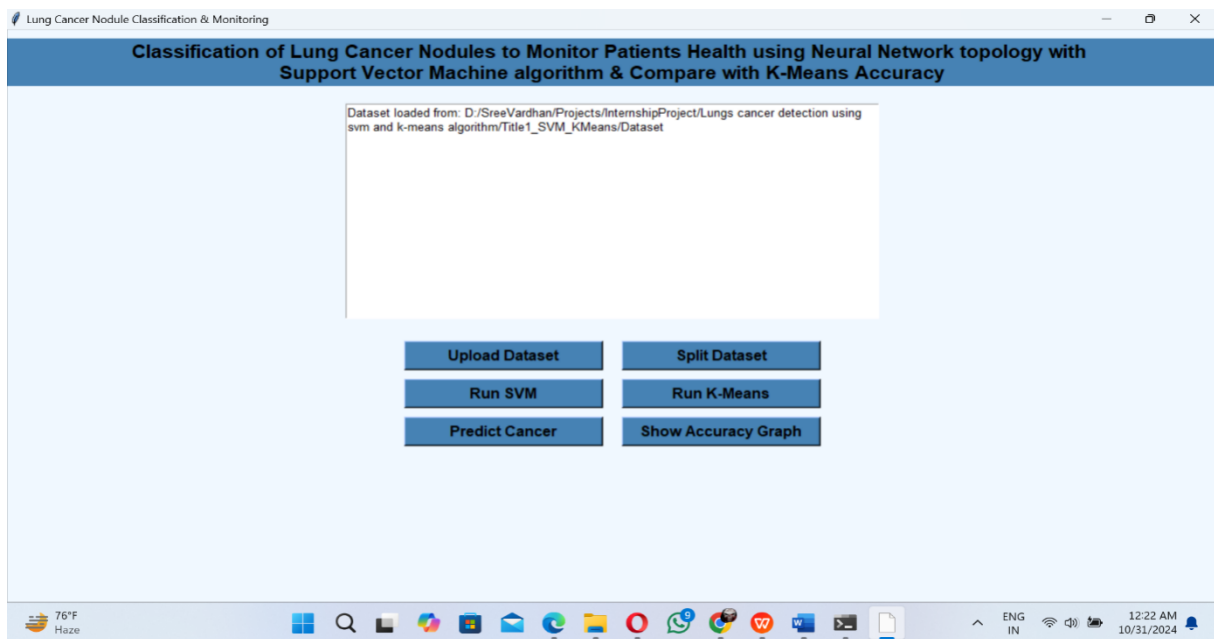 Lung Cancer Nodule Classification & Monitoring
Classification of Lung Cancer Nodules to Monitor Patients Health using Neural Network topology with
Support Vector Machine algorithm & Compare with K-Means Accuracy
Dataset loaded from: D:/SreeVardhan/Projects/InternshipProject/Lungs cancer detection using
svm and k-means algorithm/Title1_SVM_KMeans/Dataset
Upload Dataset
Split Dataset
Run SVM
Run K-Means
Predict Cancer
Show Accuracy Graph
76°F
Haze
9
W
ENG
IN
12:22 AM
10/31/2024